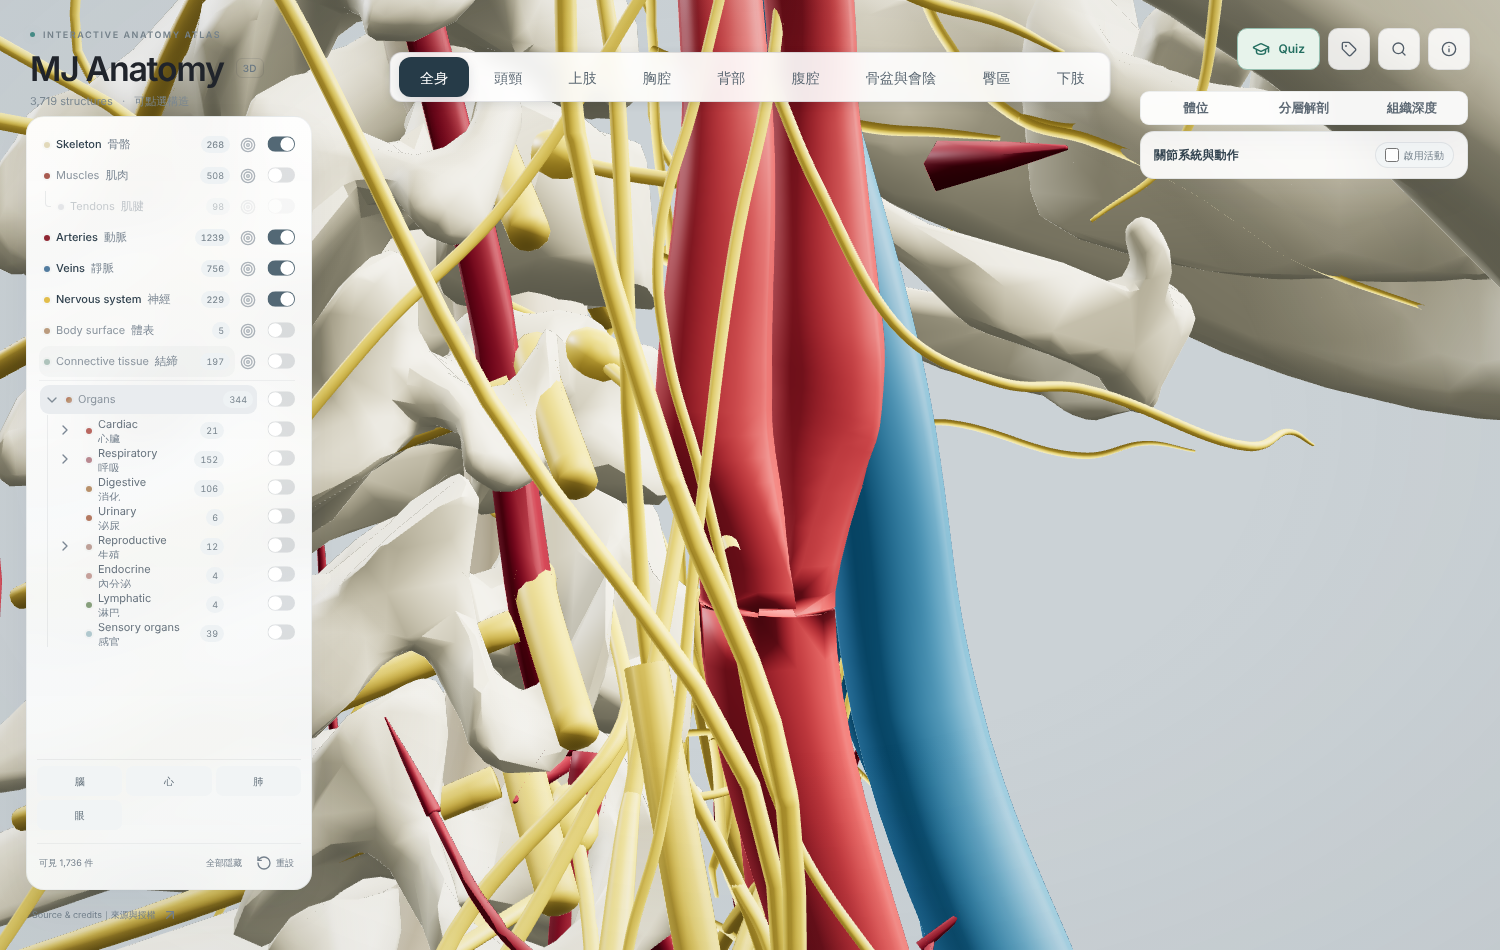 INTERACTIVE ANATOMY ATLAS
MJ Anatomy 3D
3,719 structures · 可點選構造
全身 頭頸 上肢 胸腔 背部 腹腔 骨盆與會陰 臀區 下肢
Quiz
體位 分層解剖 組織深度
關節系統與動作 啟用活動
Skeleton 骨骼 268
Muscles 肌肉 508
Tendons 肌腱 98
Arteries 動脈 1239
Veins 靜脈 756
Nervous system 神經 229
Body surface 體表 5
Connective tissue 結締 197
Organs 344
Cardiac 21
心臟
Respiratory 152
呼吸
Digestive 106
消化
Urinary 6
泌尿
Reproductive 12
生殖
Endocrine 4
內分泌
Lymphatic 4
淋巴
Sensory organs 39
感官
腦 心 肺
眼
可見 1,736 件 全部隱藏 重設
Source & credits | 來源與授權